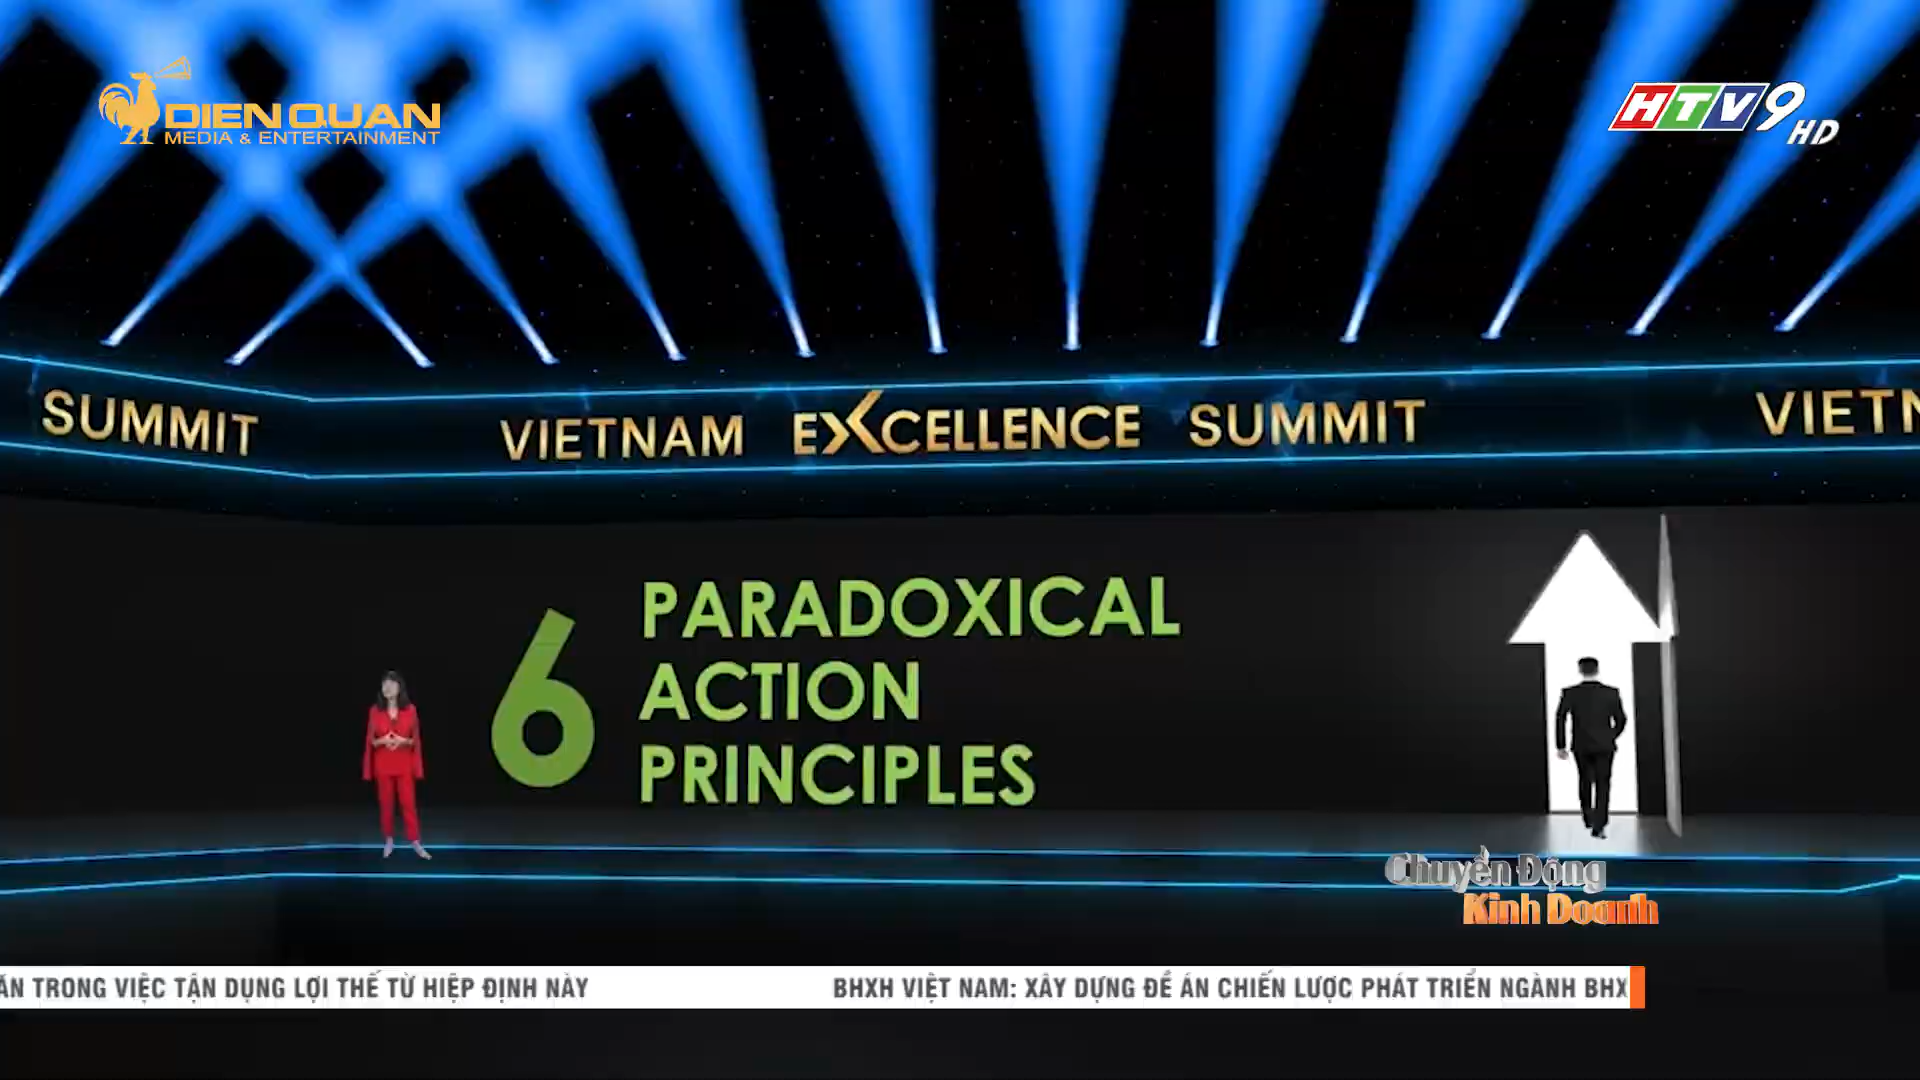 DIEN QUAN
MEDIA & ENTERTAINMENT
HTV9
HD
SUMMIT
VIETNAM EXCELLENCE SUMMIT
VIETN
6
PARADOXICAL
ACTION
PRINCIPLES
Chuyển Động
Kinh Doanh
ẮN TRONG VIỆC TẬN DỤNG LỢI THẾ TỪ HIỆP ĐỊNH NÀY
BHXH VIỆT NAM: XÂY DỰNG ĐỀ ÁN CHIẾN LƯỢC PHÁT TRIỂN NGÀNH BHX